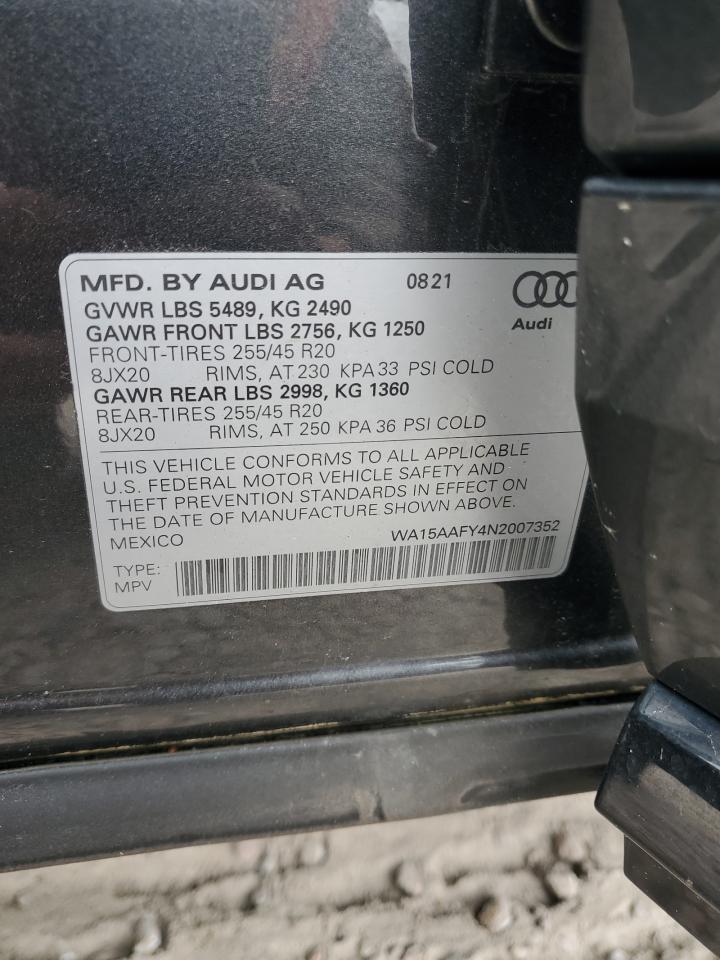 MFD. BY AUDI AG 0821
Audi
GVWR LBS 5489, KG 2490
GAWR FRONT LBS 2756, KG 1250
FRONT-TIRES 255/45 R20
8JX20 RIMS, AT 230 KPA 33 PSI COLD
GAWR REAR LBS 2998, KG 1360
REAR-TIRES 255/45 R20
8JX20 RIMS, AT 250 KPA 36 PSI COLD
THIS VEHICLE CONFORMS TO ALL APPLICABLE
U.S. FEDERAL MOTOR VEHICLE SAFETY AND
THEFT PREVENTION STANDARDS IN EFFECT ON
THE DATE OF MANUFACTURE SHOWN ABOVE.
MEXICO WA15AAFY4N2007352
TYPE:
MPV